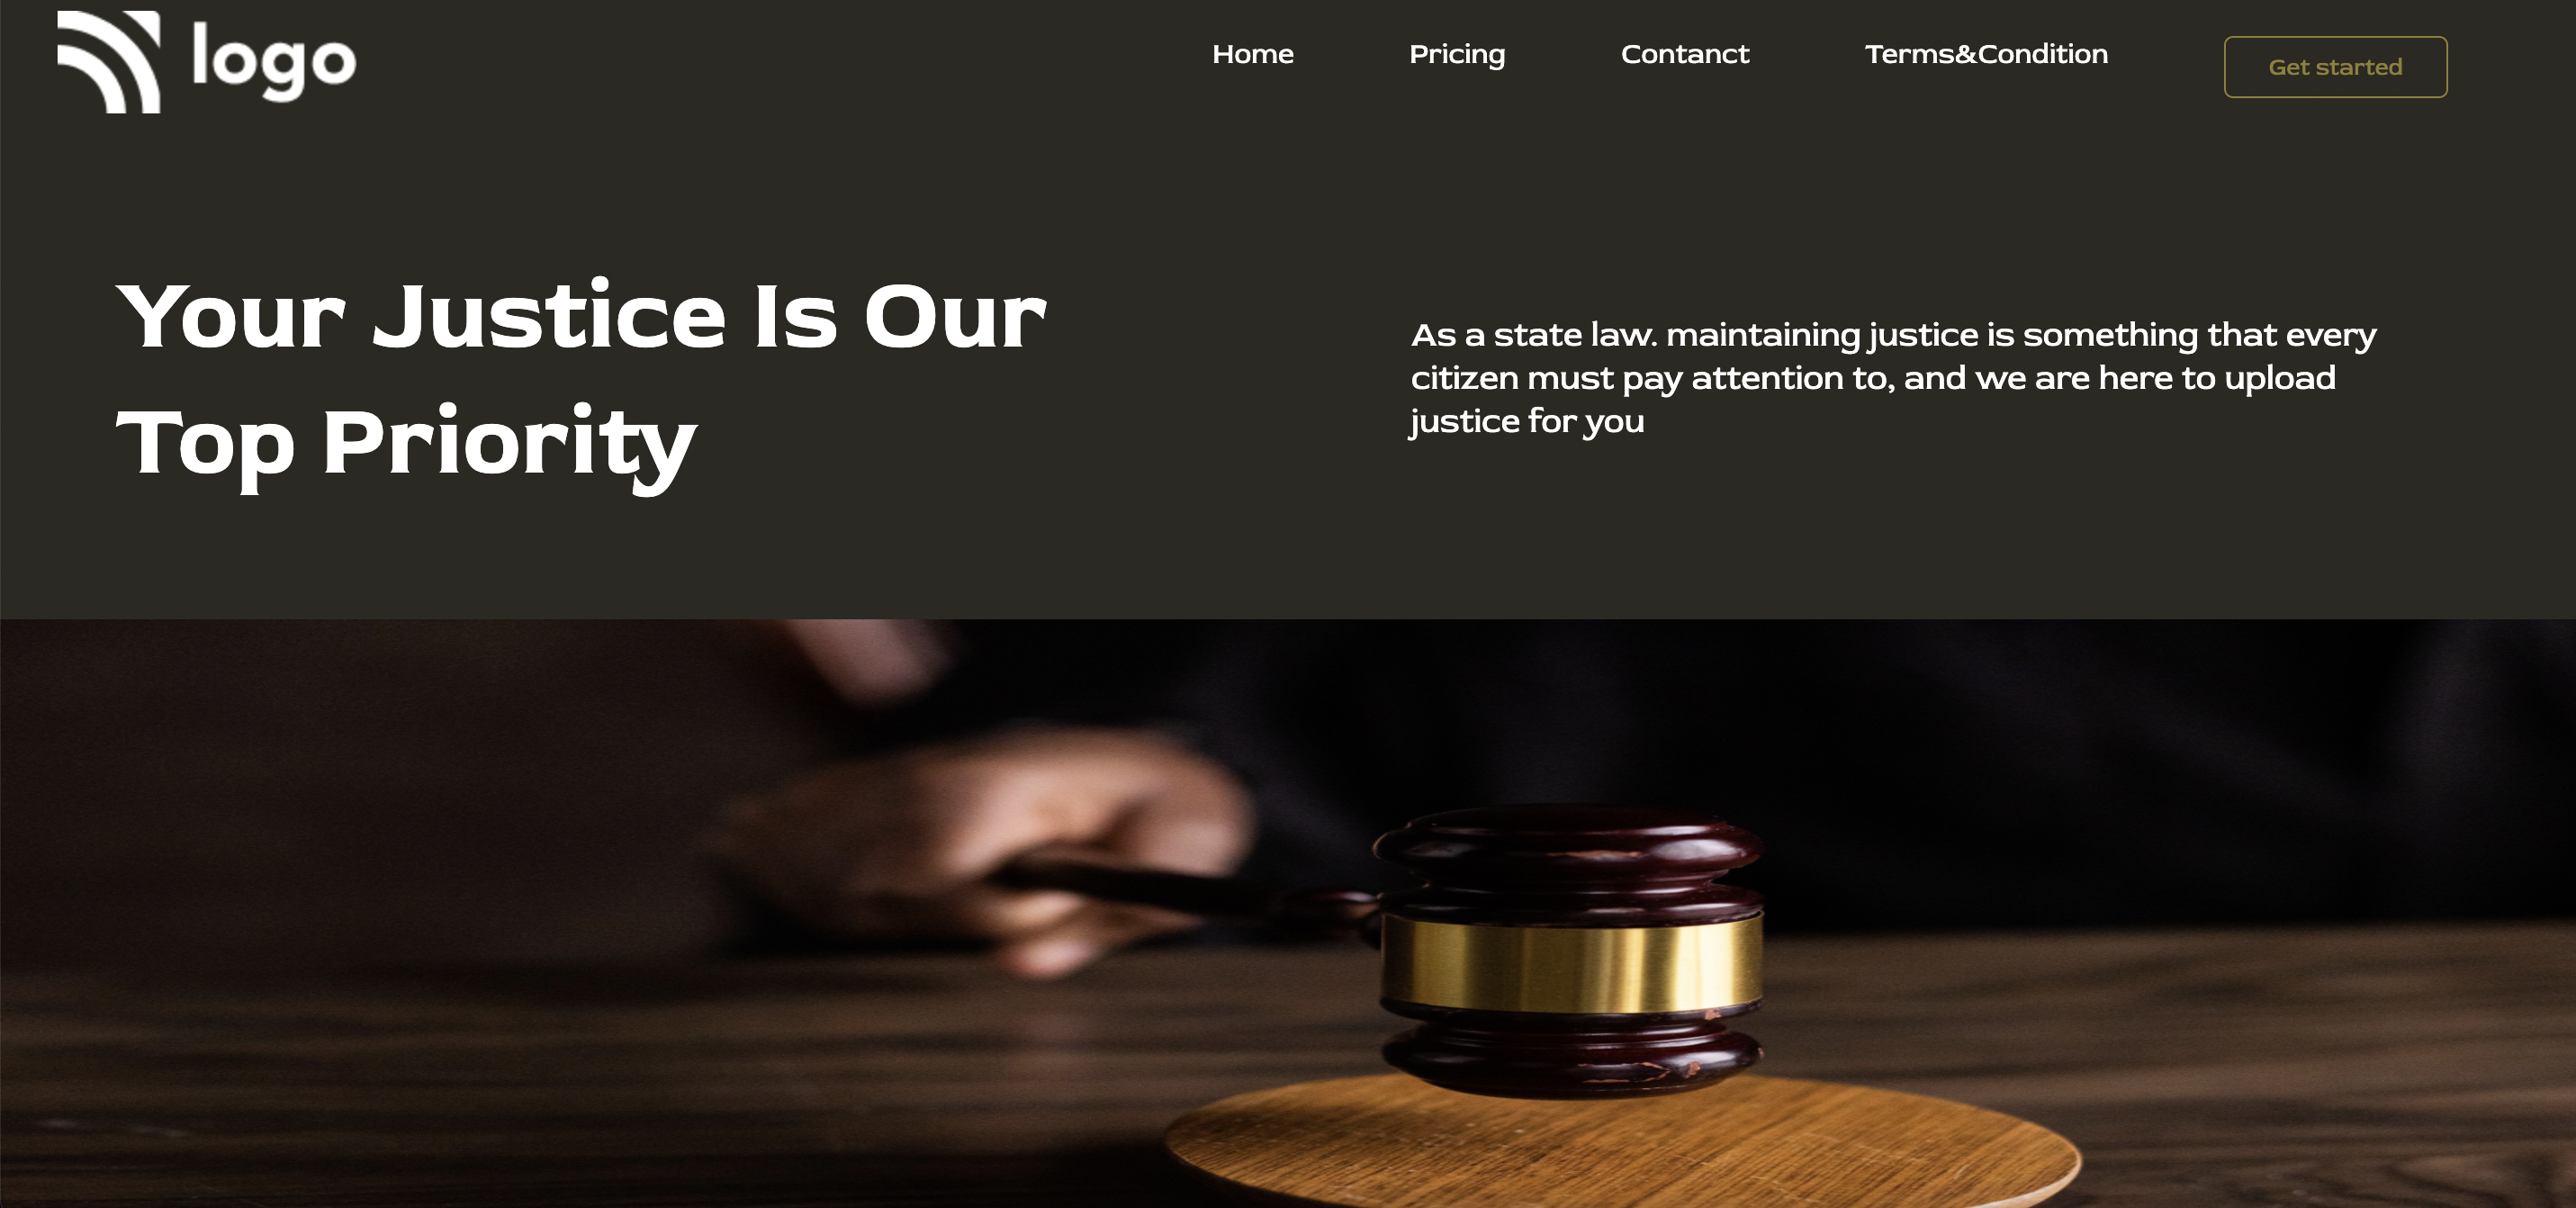 logo
Home Pricing Contanct Terms&Condition Get started
Your Justice Is Our
Top Priority
As a state law. maintaining justice is something that every
citizen must pay attention to, and we are here to upload
justice for you